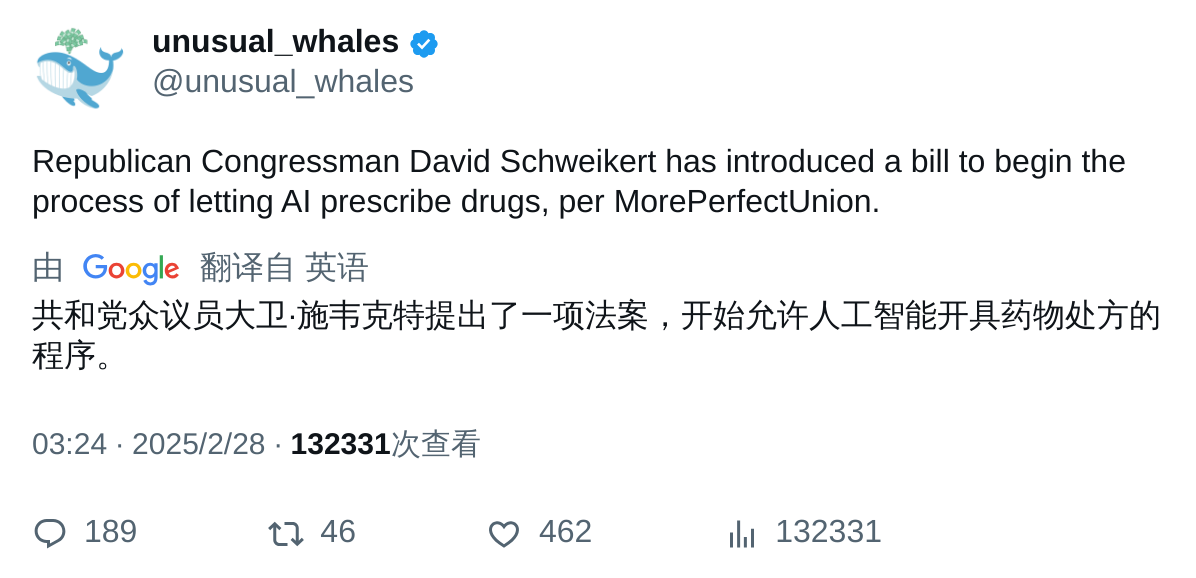 unusual_whales
@unusual_whales
Republican Congressman David Schweikert has introduced a bill to begin the
process of letting AI prescribe drugs, per MorePerfectUnion.
由 Google 翻译自 英语
共和党众议员大卫·施韦克特提出了一项法案，开始允许人工智能开具药物处方的
程序。
03:24 · 2025/2/28 · 132331次查看
189 46 462 132331